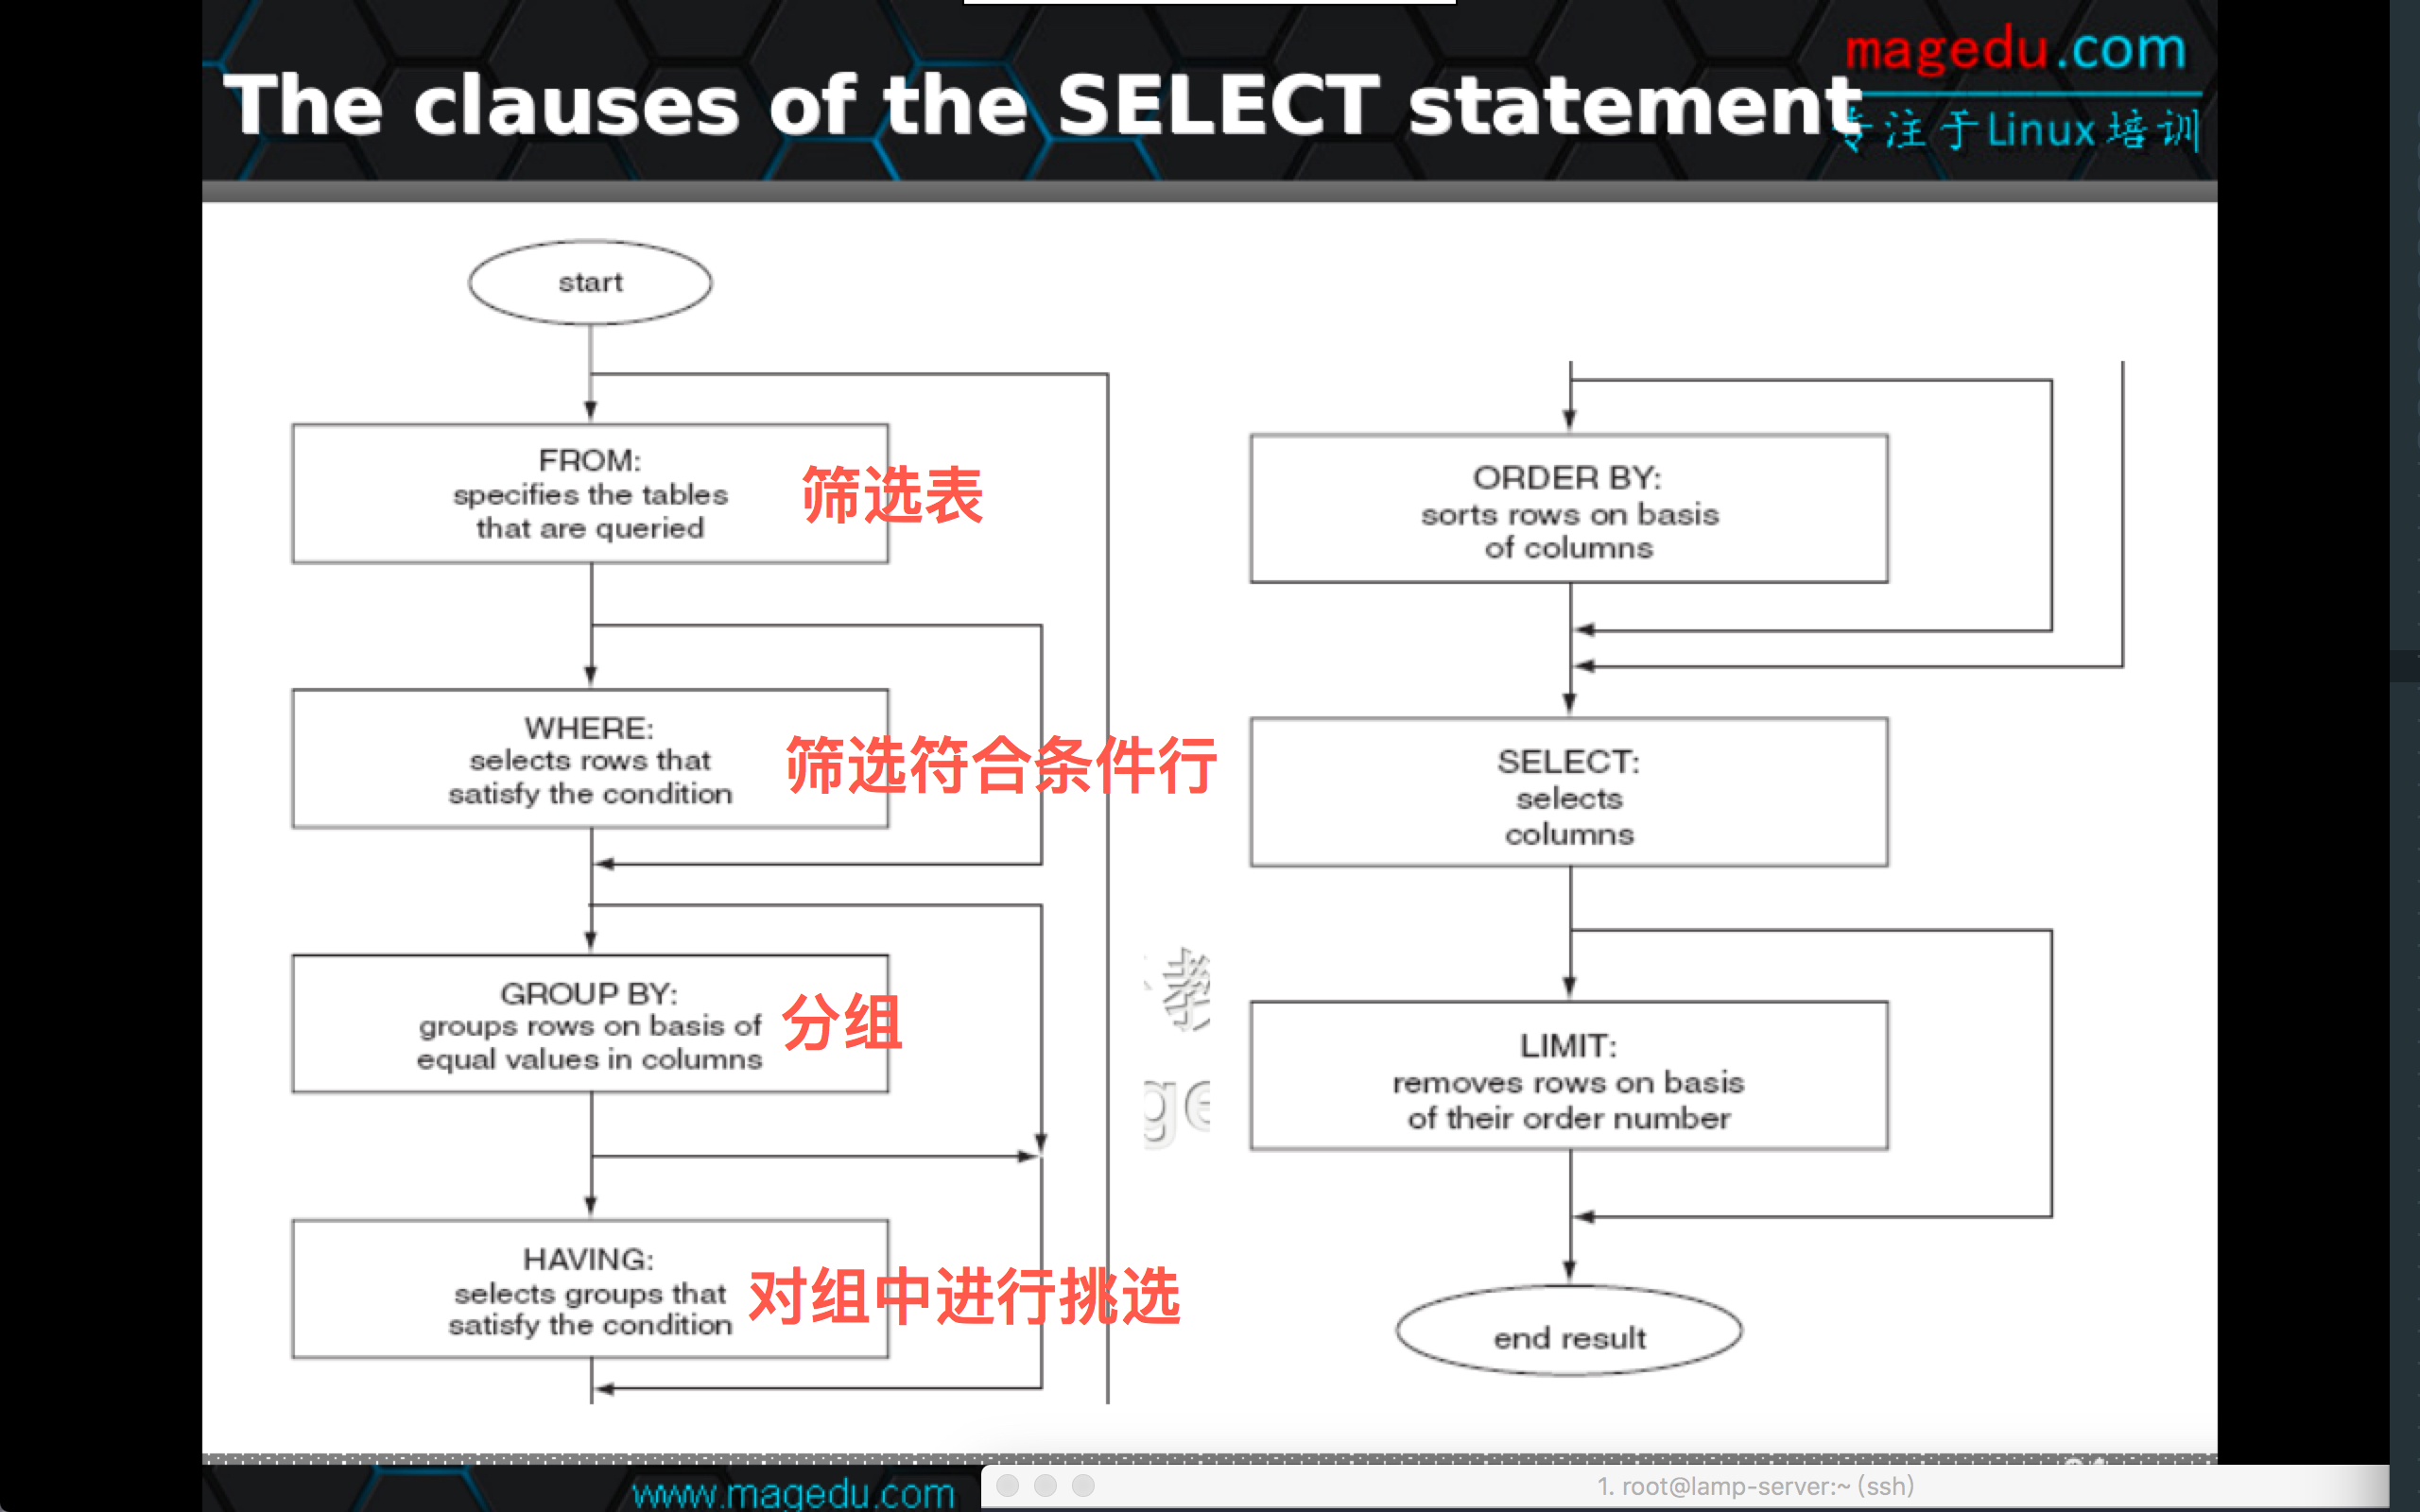 The clauses of the SELECT statement
magedu.com
专注于Linux培训
start
FROM:
specifies the tables
that are queried
筛选表
WHERE:
selects rows that
satisfy the condition
筛选符合条件行
GROUP BY:
groups rows on basis of
equal values in columns
分组
HAVING:
selects groups that
satisfy the condition
对组中进行挑选
ORDER BY:
sorts rows on basis
of columns
SELECT:
selects
columns
LIMIT:
removes rows on basis
of their order number
end result
教
ge
www.magedu.com
1. root@lamp-server:~ (ssh)